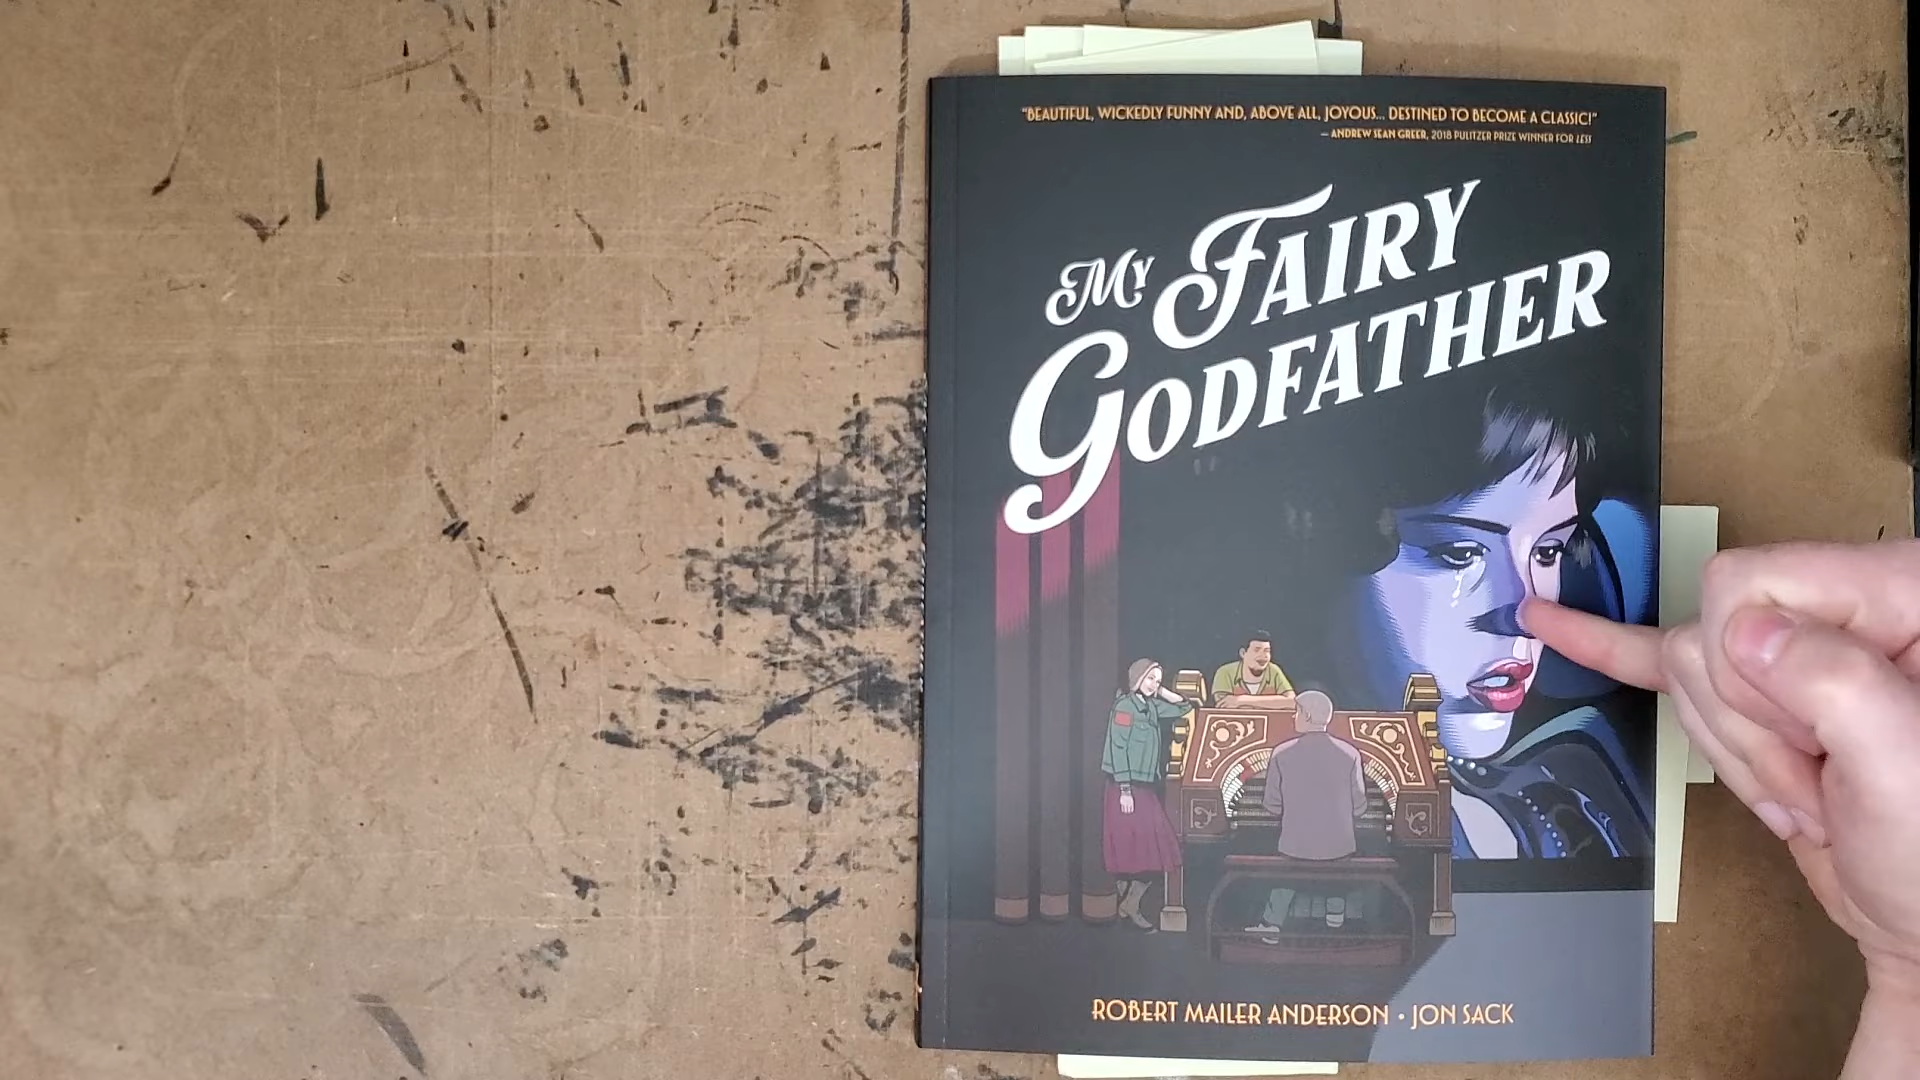 "BEAUTIFUL, WICKEDLY FUNNY AND, ABOVE ALL, JOYOUS... DESTINED TO BECOME A CLASSIC!"
– ANDREW SEAN GREER, 2018 PULITZER PRIZE WINNER FOR LESS
MY FAIRY
GODFATHER
ROBERT MAILER ANDERSON • JON SACK